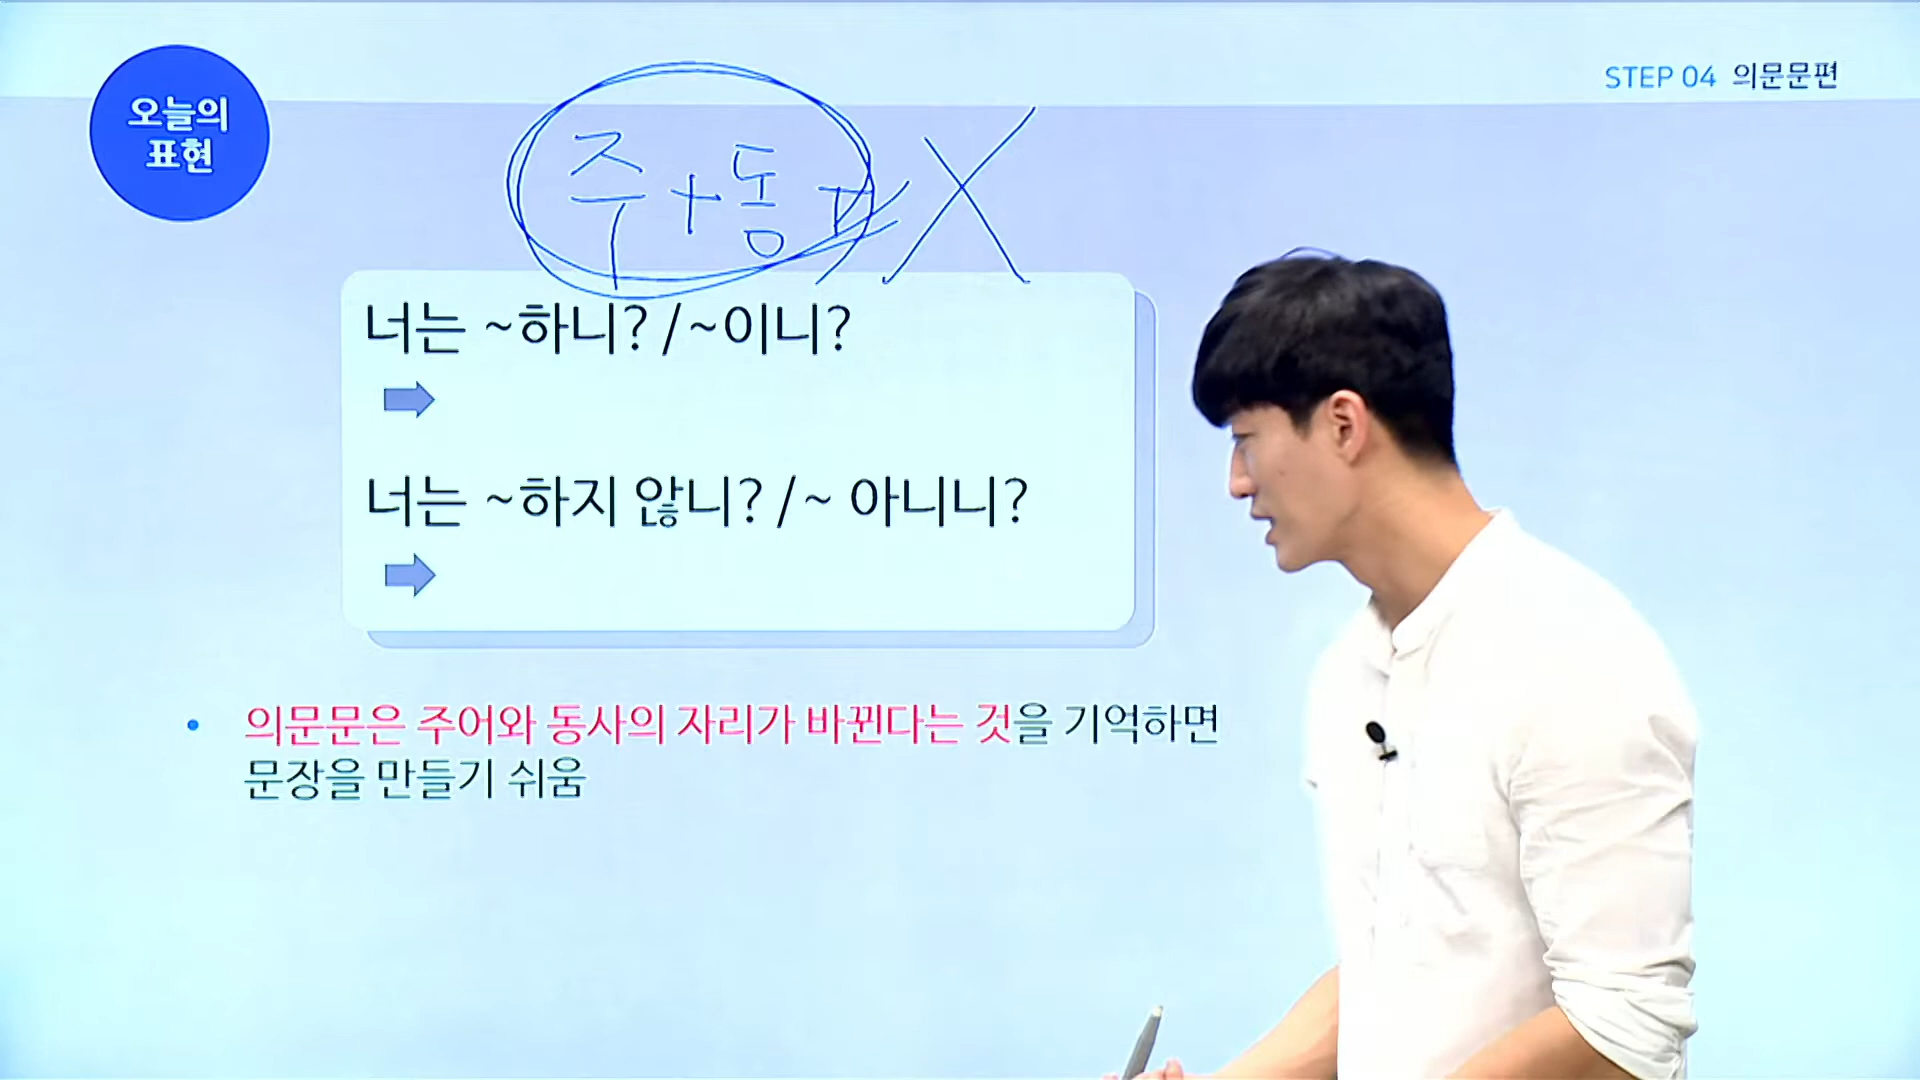 STEP 04 의문문편
오늘의
표현
주+동 X
너는 ~하니? /~이니?
너는 ~하지 않니? /~ 아니니?
• 의문문은 주어와 동사의 자리가 바뀐다는 것을 기억하면
문장을 만들기 쉬움